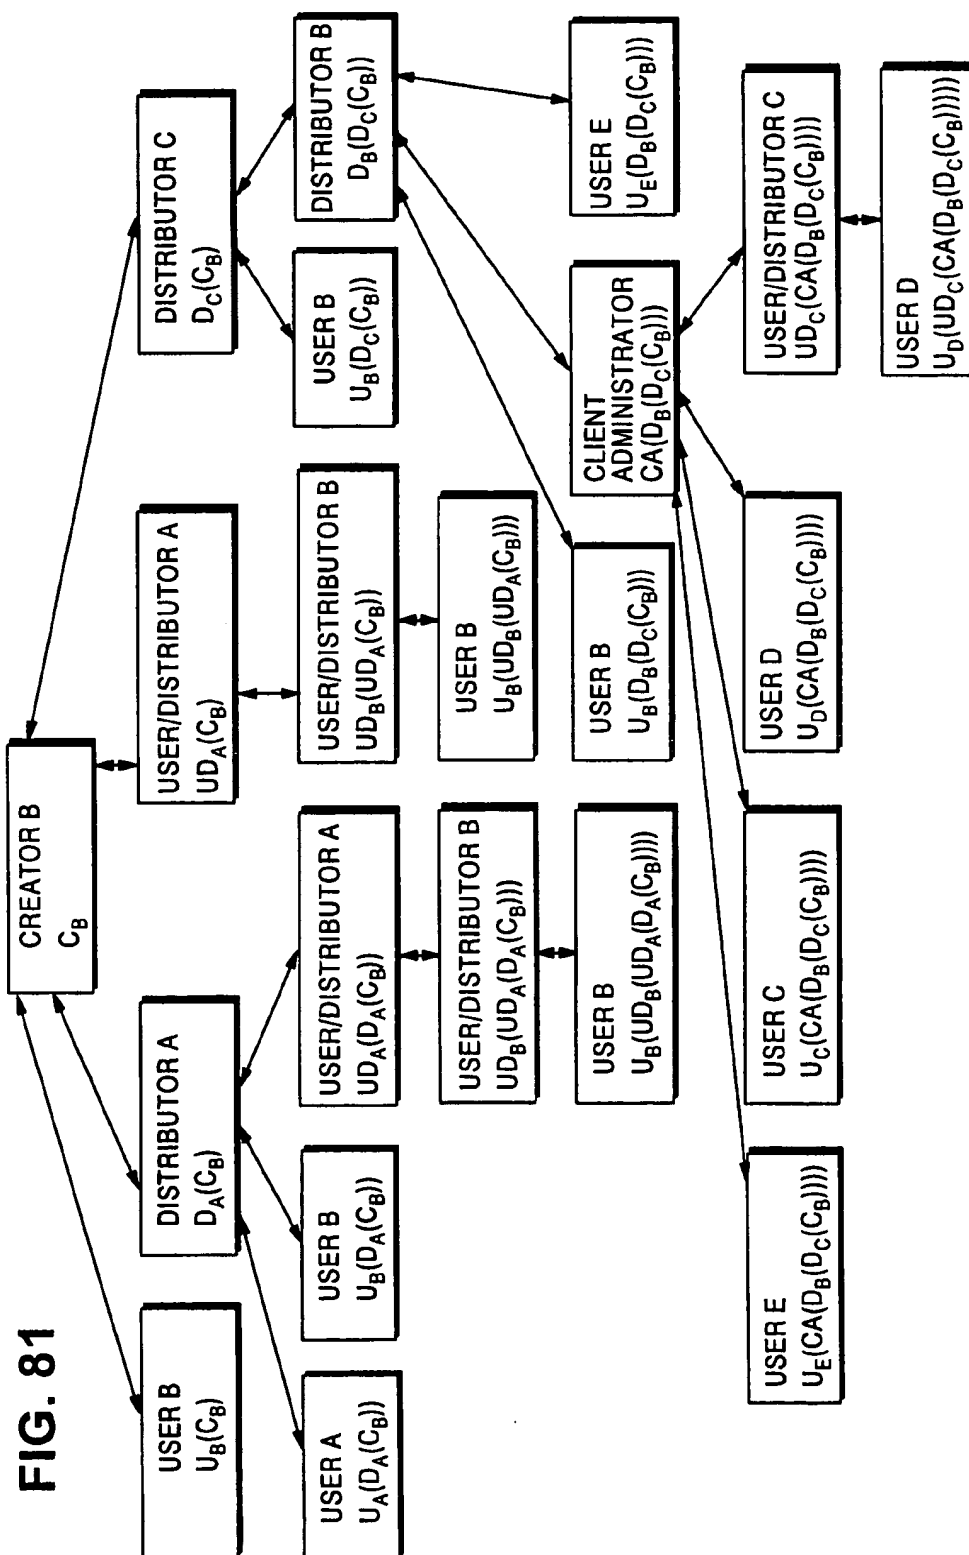 FIG. 81
CREATOR B
C_B
USER B
U_B(C_B)
DISTRIBUTOR A
D_A(C_B)
USER/DISTRIBUTOR A
UD_A(C_B)
DISTRIBUTOR C
D_C(C_B)
USER A
U_A(D_A(C_B))
USER B
U_B(D_A(C_B))
USER/DISTRIBUTOR A
UD_A(D_A(C_B))
USER/DISTRIBUTOR B
UD_B(UD_A(C_B))
USER B
U_B(D_C(C_B))
DISTRIBUTOR B
D_B(D_C(C_B))
USER/DISTRIBUTOR B
UD_B(UD_A(D_A(C_B)))
USER B
U_B(UD_B(UD_A(C_B)))
USER B
U_B(UD_B(UD_A(D_A(C_B))))
USER B
U_B(D_B(D_C(C_B)))
CLIENT
ADMINISTRATOR
CA(D_B(D_C(C_B)))
USER E
U_E(D_B(D_C(C_B)))
USER E
U_E(CA(D_B(D_C(C_B))))
USER C
U_C(CA(D_B(D_C(C_B))))
USER D
U_D(CA(D_B(D_C(C_B))))
USER/DISTRIBUTOR C
UD_C(CA(D_B(D_C(C_B))))
USER D
U_D(UD_C(CA(D_B(D_C(C_B)))))